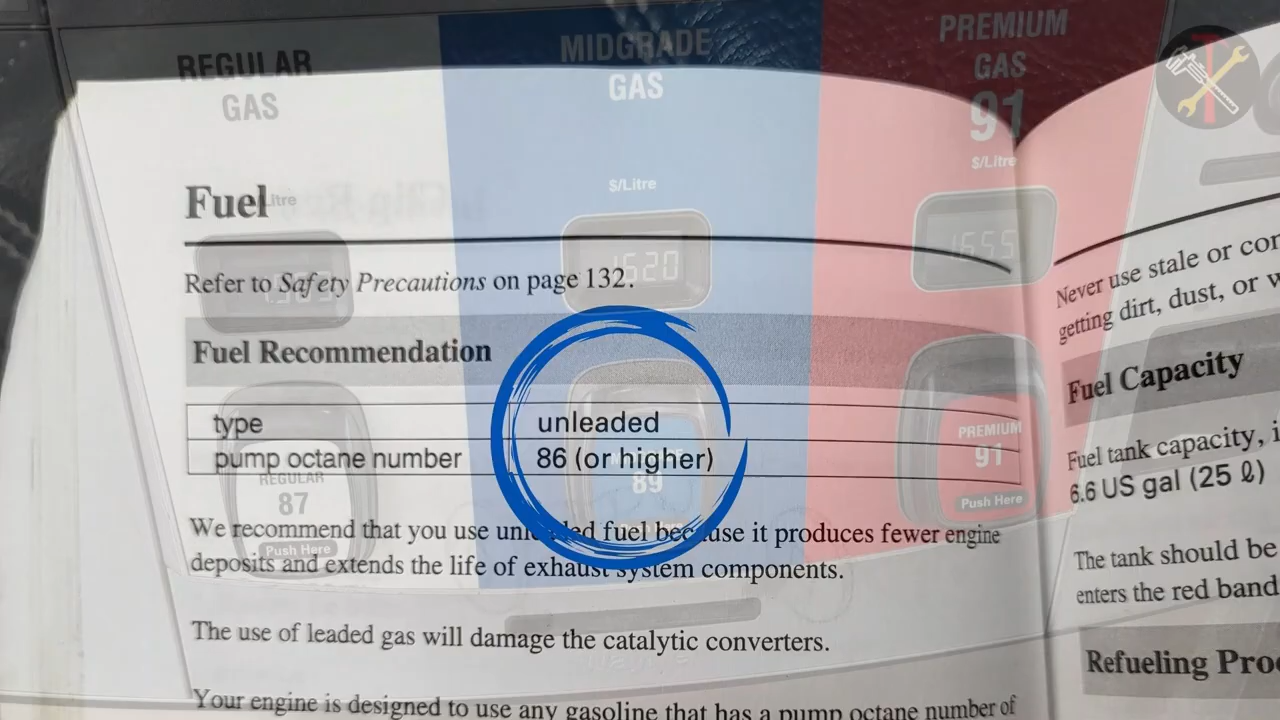 REGULAR
GAS
MIDGRADE
GAS
PREMIUM
GAS
91
$/Litre
$/Litre
Litre
1620
1655
Fuel
Refer to Safety Precautions on page 132.
Fuel Recommendation
type unleaded
pump octane number 86 (or higher)
REGULAR
87
Push Here
89
PREMIUM
91
Push Here
We recommend that you use fuel because it produces fewer engine
deposits and extends the life of exhaust system components.
The use of leaded gas will damage the catalytic converters.
Your engine is designed to use any gasoline that has a pump octane number of
Never use stale or
getting dirt, dust, or
Fuel Capacity
Fuel tank capacity,
6.6 US gal (25 ℓ)
The tank should be
enters the red band
Refueling